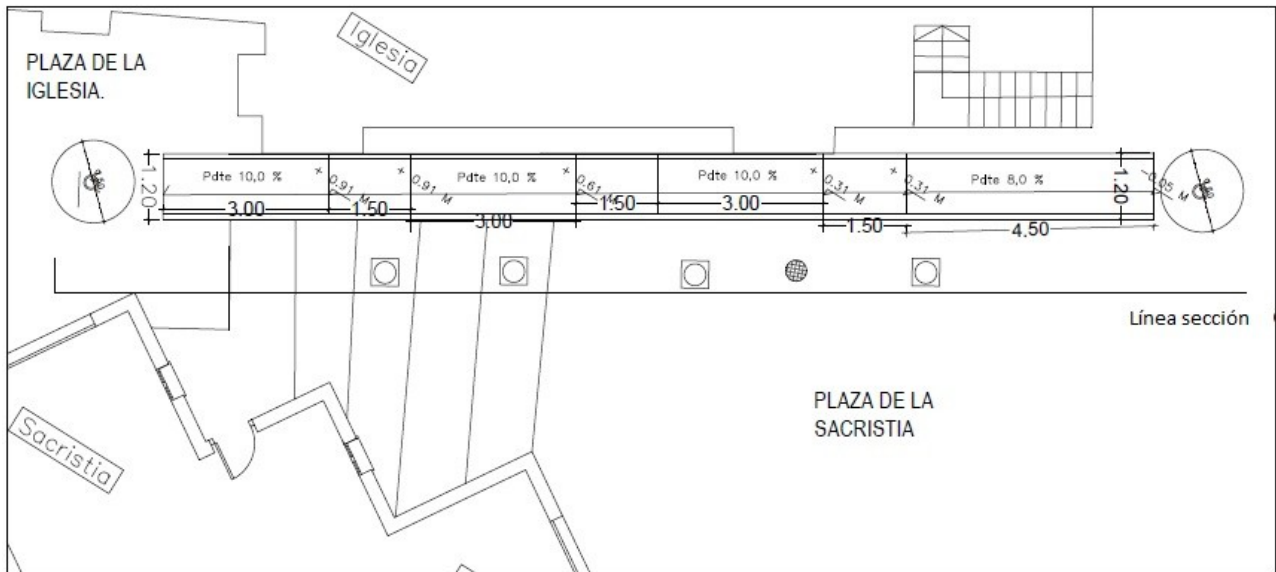 PLAZA DE LA
IGLESIA.
Iglesia
1.20
Pdte 10,0 %
3.00
0.91 M
1.50
0.91 M
Pdte 10,0 %
3.00
0.61 M
1.50
Pdte 10,0 %
3.00
0.31 M
1.50
0.31 M
Pdte 8,0 %
4.50
1.20
-0.05 M
Línea sección
PLAZA DE LA
SACRISTIA
Sacristia